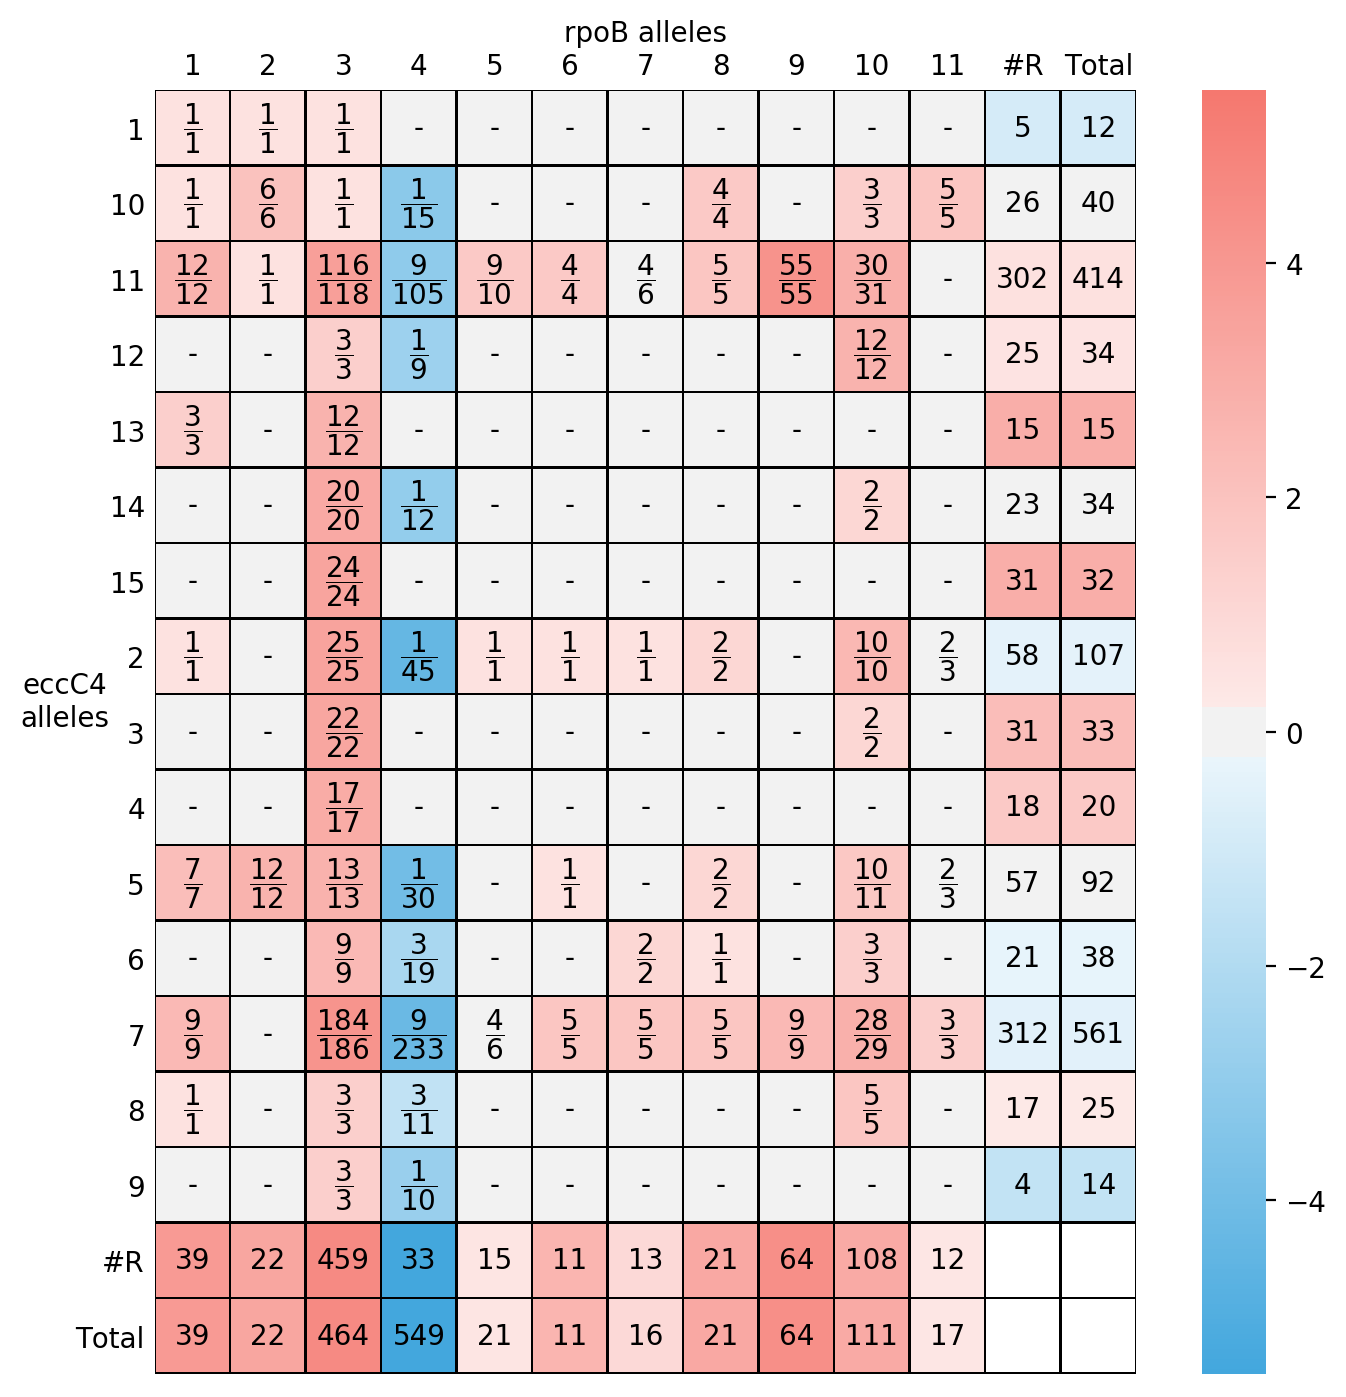 rpoB alleles
1 2 3 4 5 6 7 8 9 10 11 #R Total
1 1/1 1/1 1/1 - - - - - - - - 5 12
10 1/1 6/6 1/1 1/15 - - - 4/4 - 3/3 5/5 26 40
11 12/12 1/1 116/118 9/105 9/10 4/4 4/6 5/5 55/55 30/31 - 302 414
12 - - 3/3 1/9 - - - - - 12/12 - 25 34
13 3/3 - 12/12 - - - - - - - - 15 15
14 - - 20/20 1/12 - - - - - 2/2 - 23 34
15 - - 24/24 - - - - - - - - 31 32
2 1/1 - 25/25 1/45 1/1 1/1 1/1 2/2 - 10/10 2/3 58 107
eccC4
alleles
3 - - 22/22 - - - - - - 2/2 - 31 33
4 - - 17/17 - - - - - - - - 18 20
5 7/7 12/12 13/13 1/30 - 1/1 - 2/2 - 10/11 2/3 57 92
6 - - 9/9 3/19 - - 2/2 1/1 - 3/3 - 21 38
7 9/9 - 184/186 9/233 4/6 5/5 5/5 5/5 9/9 28/29 3/3 312 561
8 1/1 - 3/3 3/11 - - - - - 5/5 - 17 25
9 - - 3/3 1/10 - - - - - - - 4 14
#R 39 22 459 33 15 11 13 21 64 108 12
Total 39 22 464 549 21 11 16 21 64 111 17
4
2
0
−2
−4